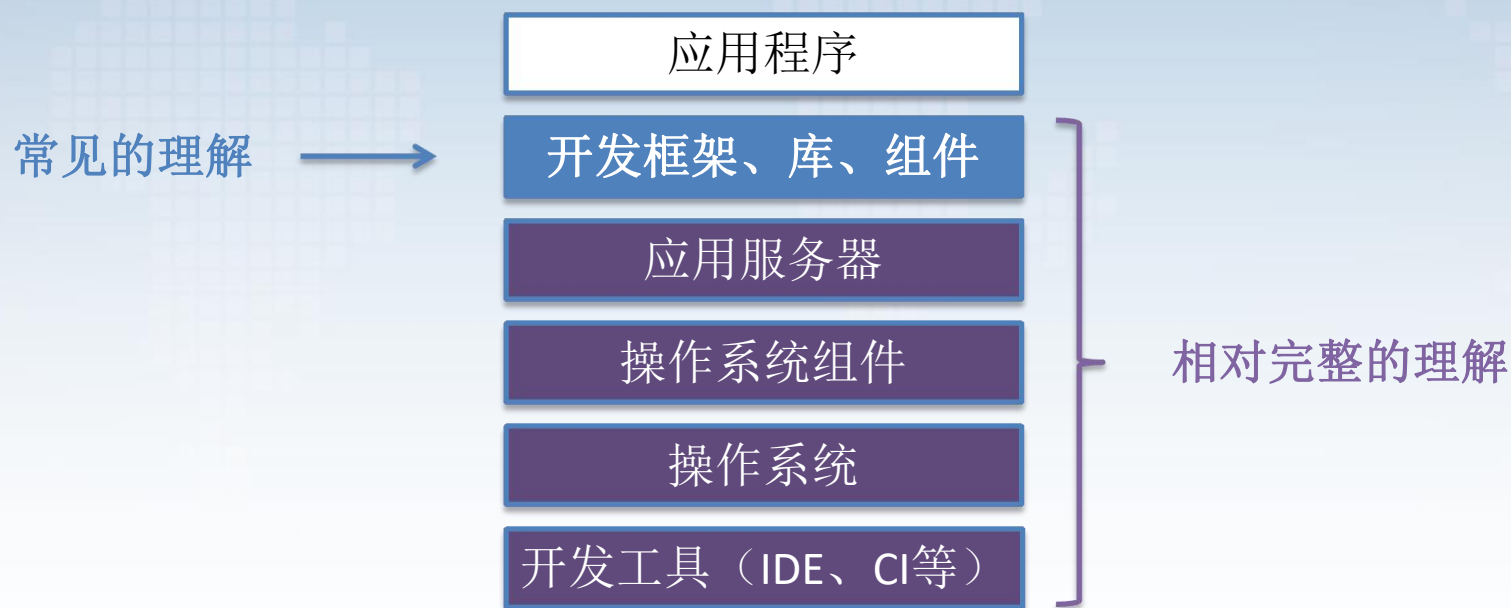 应用程序
常见的理解
开发框架、库、组件
应用服务器
操作系统组件
相对完整的理解
操作系统
开发工具（IDE、CI等）